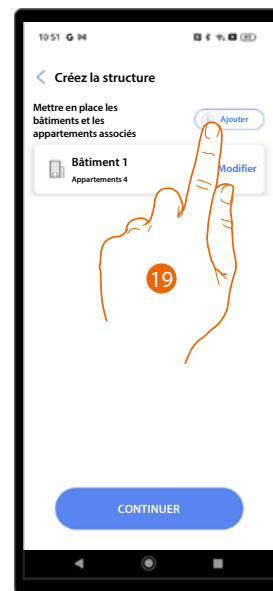 10:51 G
85
Créez la structure
Mettre en place les
bâtiments et les
appartements associés
Ajouter
Bâtiment 1
Appartements 4
Modifier
19
CONTINUER